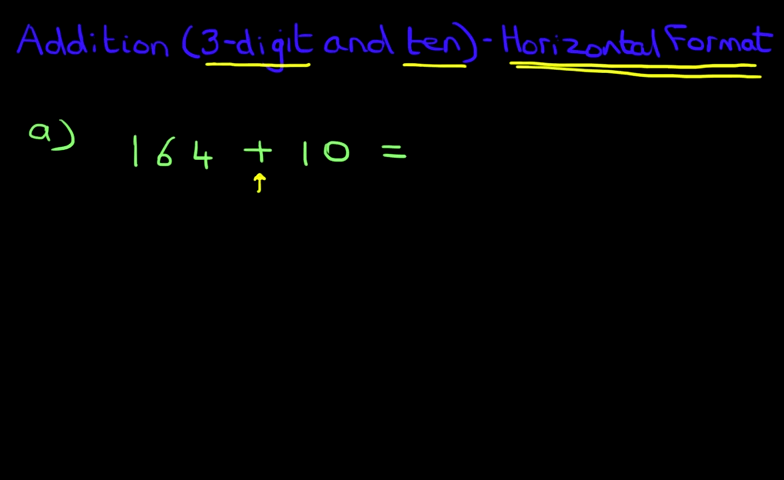 Addition (3-digit and ten) - Horizontal Format
a) 164 + 10 =